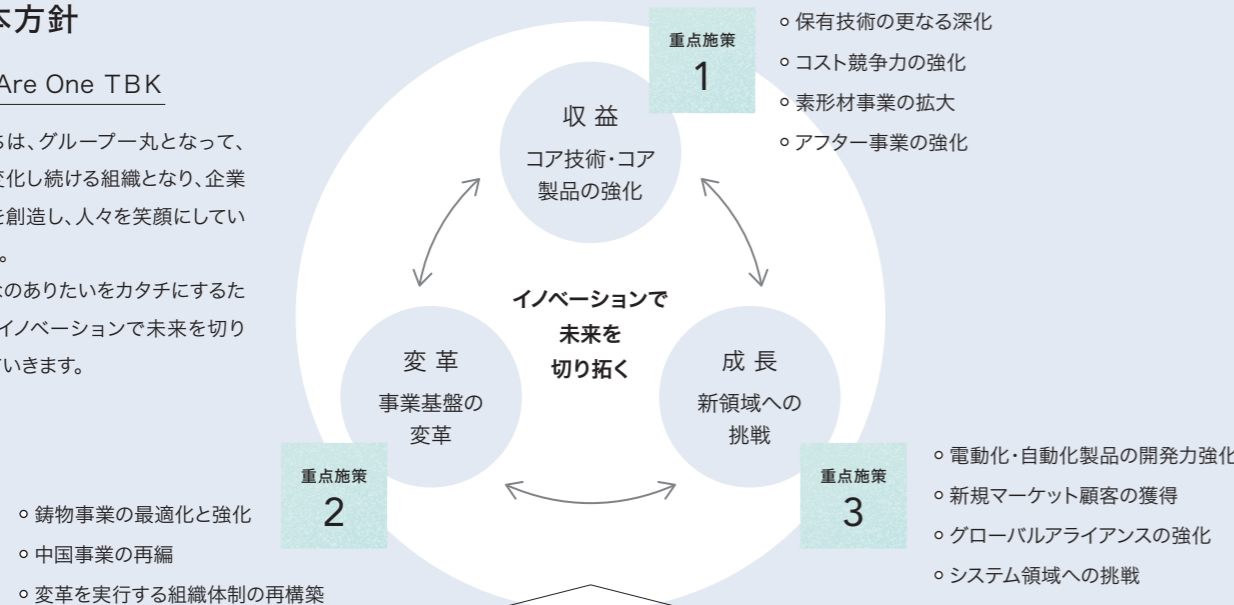 本方針
Are One TBK
は、グループ一丸となって、
変化し続ける組織となり、企業
を創造し、人々を笑顔にしてい
。
のありたいをカタチにするた
イノベーションで未来を切り
いきます。
重点施策
1
保有技術の更なる深化
コスト競争力の強化
素形材事業の拡大
アフター事業の強化
収益
コア技術・コア
製品の強化
イノベーションで
未来を
切り拓く
変革
事業基盤の
変革
成長
新領域への
挑戦
重点施策
2
鋳物事業の最適化と強化
中国事業の再編
変革を実行する組織体制の再構築
重点施策
3
電動化・自動化製品の開発力強化
新規マーケット顧客の獲得
グローバルアライアンスの強化
システム領域への挑戦